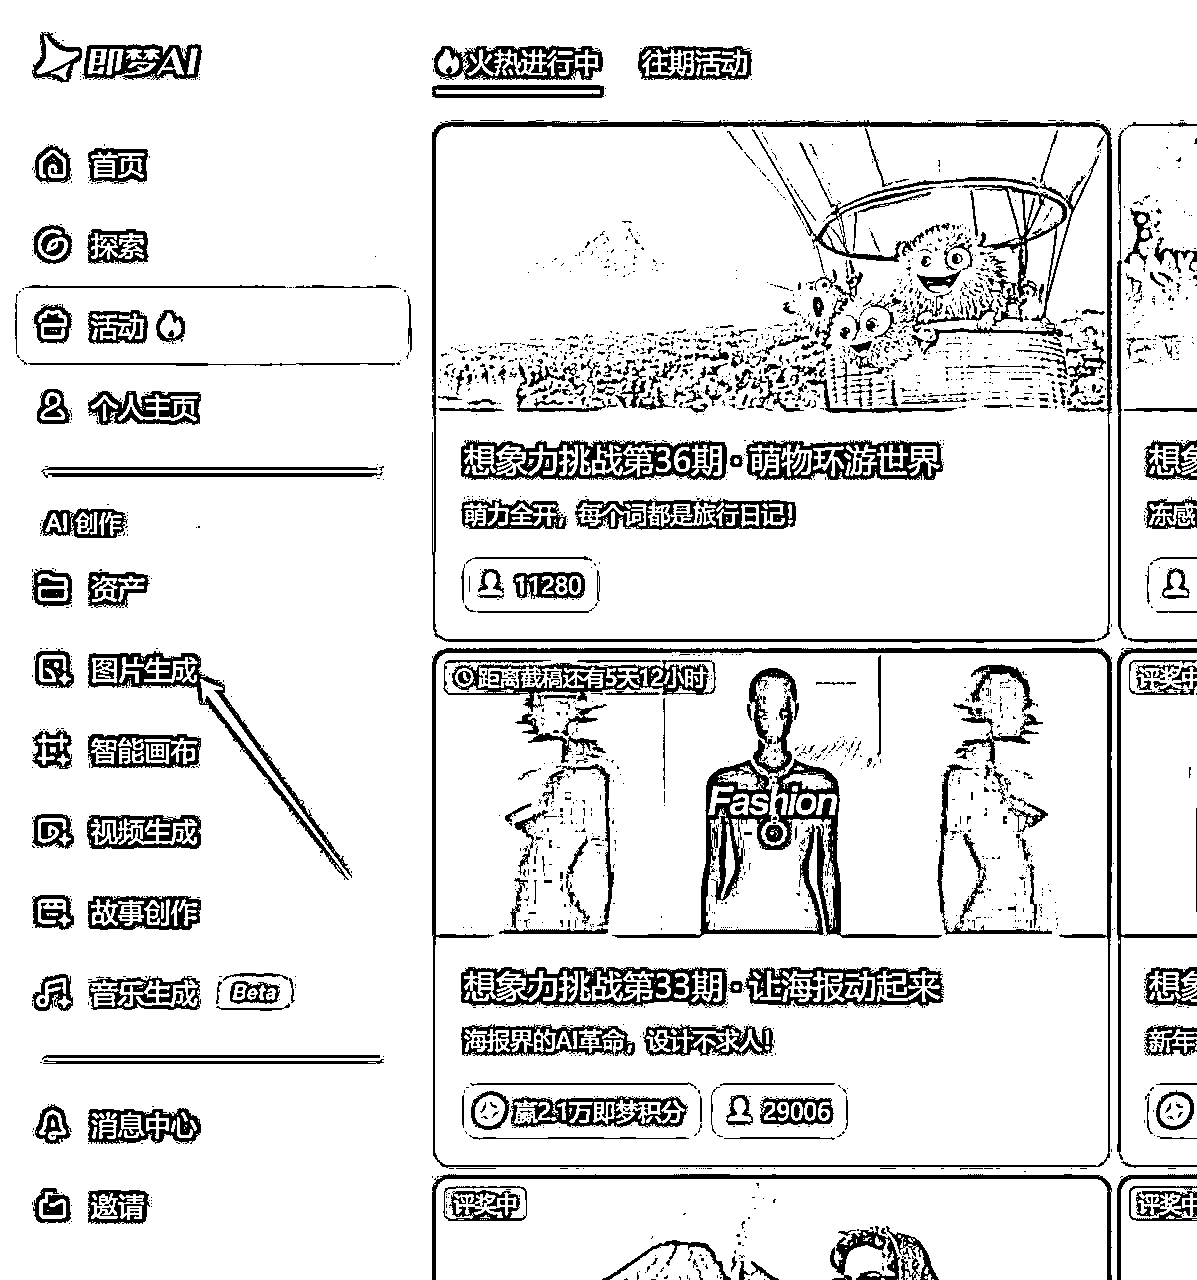 即梦AI
首页
探索
活动
个人主页
AI 创作
资产
图片生成
智能画布
视频生成
故事创作
音乐生成 Beta
消息中心
邀请
火热进行中 往期活动
想象力挑战第36期·萌物环游世界
萌力全开，每个词都是旅行日记！
11280
想象
冻感
距离截稿还有5天12小时
Fashion
想象力挑战第33期·让海报动起来
海报界的AI革命，设计不求人！
赢2.1万即梦积分 29006
评奖中
想象
新年
评奖中
评奖中